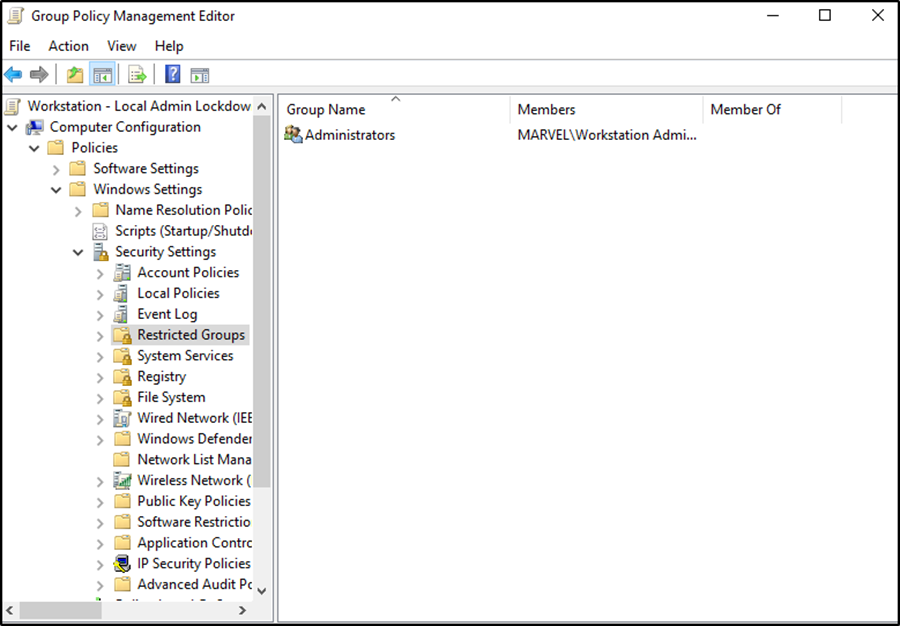 Group Policy Management Editor
File Action View Help
Workstation - Local Admin Lockdow
Computer Configuration
Policies
Software Settings
Windows Settings
Name Resolution Polic
Scripts (Startup/Shutd
Security Settings
Account Policies
Local Policies
Event Log
Restricted Groups
System Services
Registry
File System
Wired Network (IEE
Windows Defender
Network List Mana
Wireless Network (
Public Key Policies
Software Restrictio
Application Contro
IP Security Policies
Advanced Audit Po
Group Name Members Member Of
Administrators MARVEL\Workstation Admi...